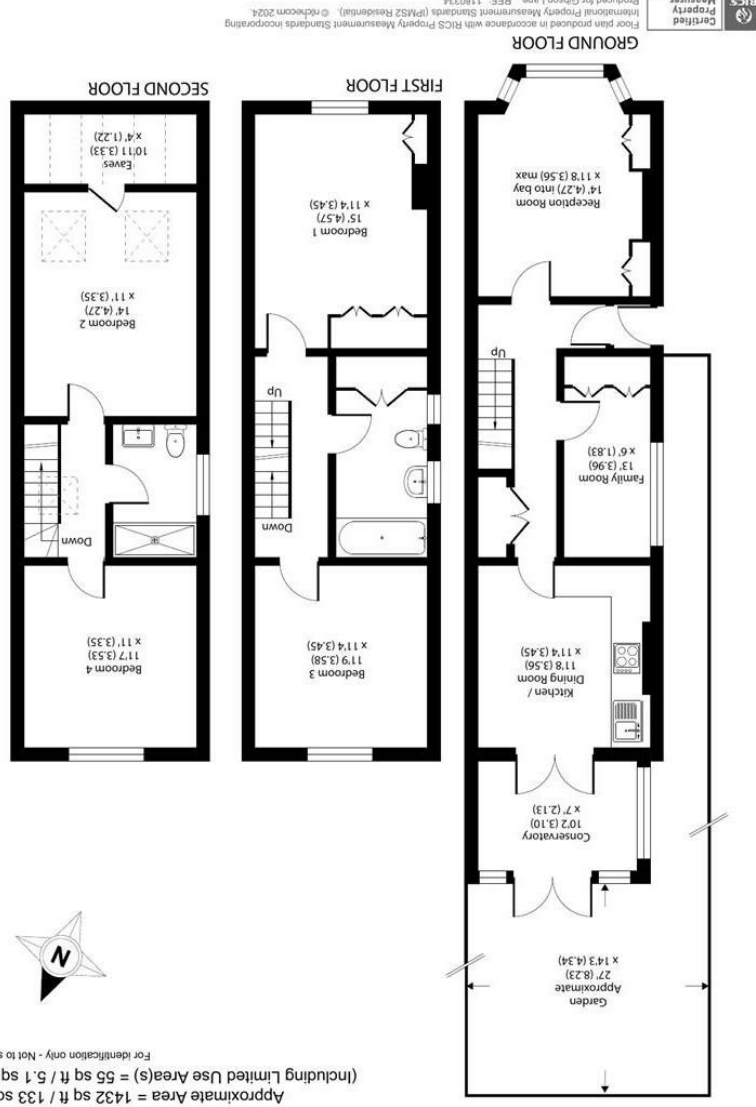 Approximate Area = 1432 sq ft / 133 sq
(Including Limited Use Area(s) = 55 sq ft / 5.1 sq
For identification only - Not to s
N
Garden
Approximate
27' (8.23)
x 14'3 (4.34)
Conservatory
10'2 (3.10)
x 7' (2.13)
Kitchen /
Dining Room
11'8 (3.56)
x 11'4 (3.45)
Family Room
13' (3.96)
x 6' (1.83)
Up
Reception Room
14' (4.27) into bay
x 11'8 (3.56) max
GROUND FLOOR
Bedroom 3
11'9 (3.58)
x 11'4 (3.45)
Down
Up
Bedroom 1
15' (4.57)
x 11'4 (3.45)
FIRST FLOOR
Bedroom 4
11'7 (3.53)
x 11' (3.35)
Down
Bedroom 2
14' (4.27)
x 11' (3.35)
Eaves
10'11 (3.33)
x 4' (1.22)
SECOND FLOOR
RICS
Certified
Property
Measurer
Floor plan produced in accordance with RICS Property Measurement Standards incorporating
International Property Measurement Standards (IPMS2 Residential). © nichecom 2024.
Produced for Gibson Lane. REF: 1180334